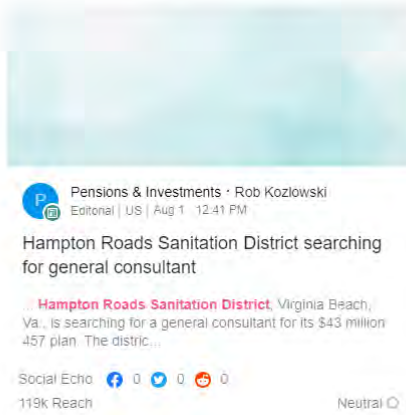 P
Pensions & Investments · Rob Kozlowski
Editorial | US | Aug 1 12:41 PM
Hampton Roads Sanitation District searching
for general consultant
... Hampton Roads Sanitation District, Virginia Beach,
Va., is searching for a general consultant for its $43 million
457 plan. The distric...
Social Echo 0 0 0
119k Reach Neutral